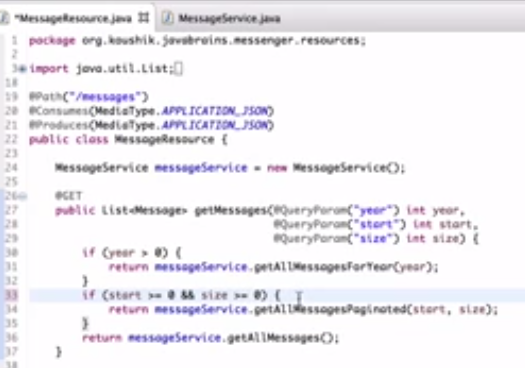 *MessageResource.java MessageService.java
1 package org.koushik.javabrains.messenger.resources;
2
3 import java.util.List;
18
19 @Path("/messages")
20 @Consumes(MediaType.APPLICATION_JSON)
21 @Produces(MediaType.APPLICATION_JSON)
22 public class MessageResource {
23
24 MessageService messageService = new MessageService();
25
26 @GET
27 public List<Message> getMessages(@QueryParam("year") int year,
28 @QueryParam("start") int start,
29 @QueryParam("size") int size) {
30 if (year > 0) {
31 return messageService.getAllMessagesForYear(year);
32 }
33 if (start >= 0 && size >= 0) {
34 return messageService.getAllMessagesPaginated(start, size);
35 }
36 return messageService.getAllMessages();
37 }
38